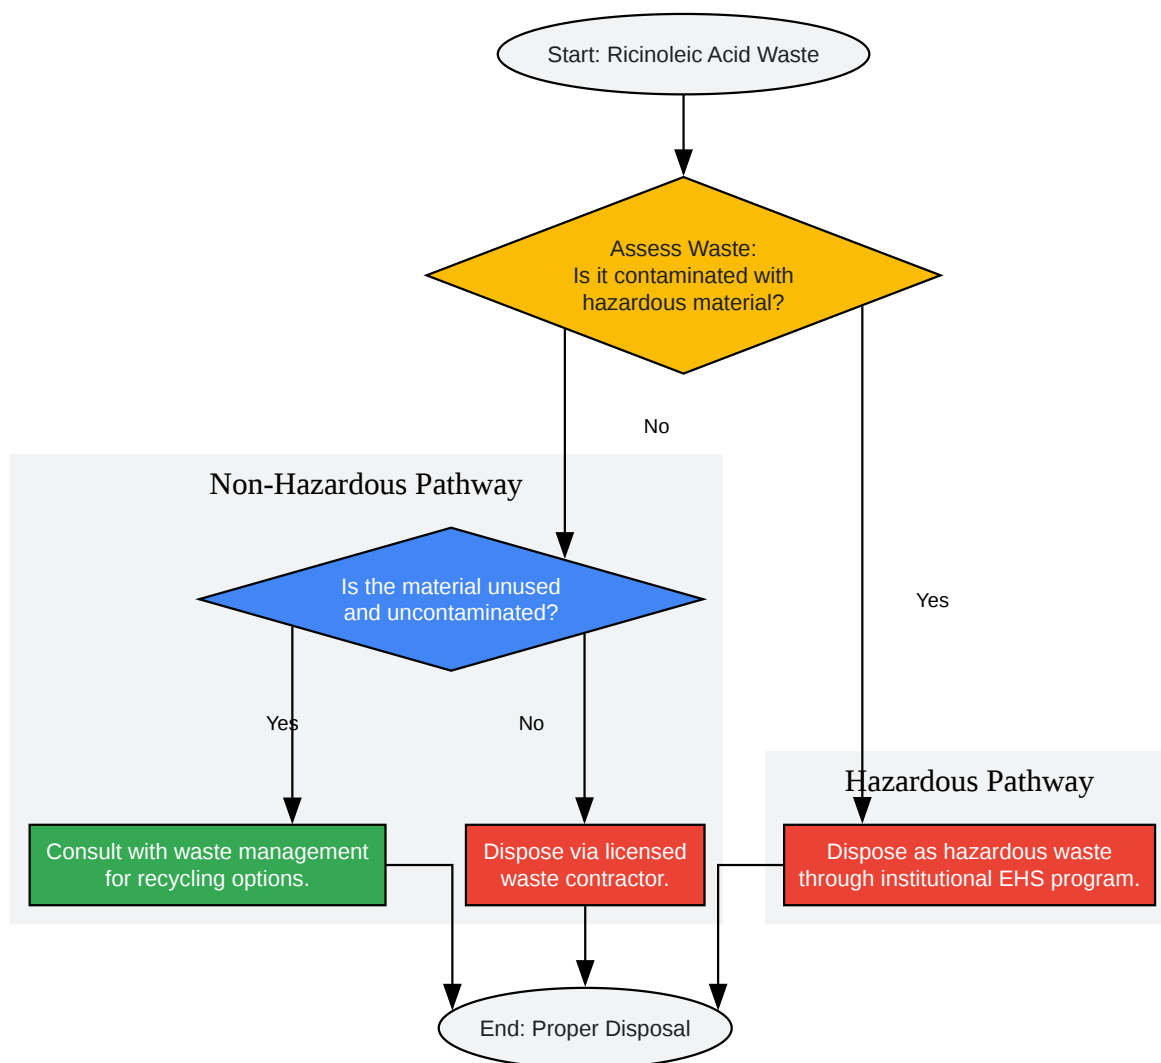 Start: Ricinoleic Acid Waste
Assess Waste:
Is it contaminated with
hazardous material?
No
Non-Hazardous Pathway
Is the material unused
and uncontaminated?
Yes
Yes
No
Hazardous Pathway
Consult with waste management
for recycling options.
Dispose via licensed
waste contractor.
Dispose as hazardous waste
through institutional EHS program.
End: Proper Disposal